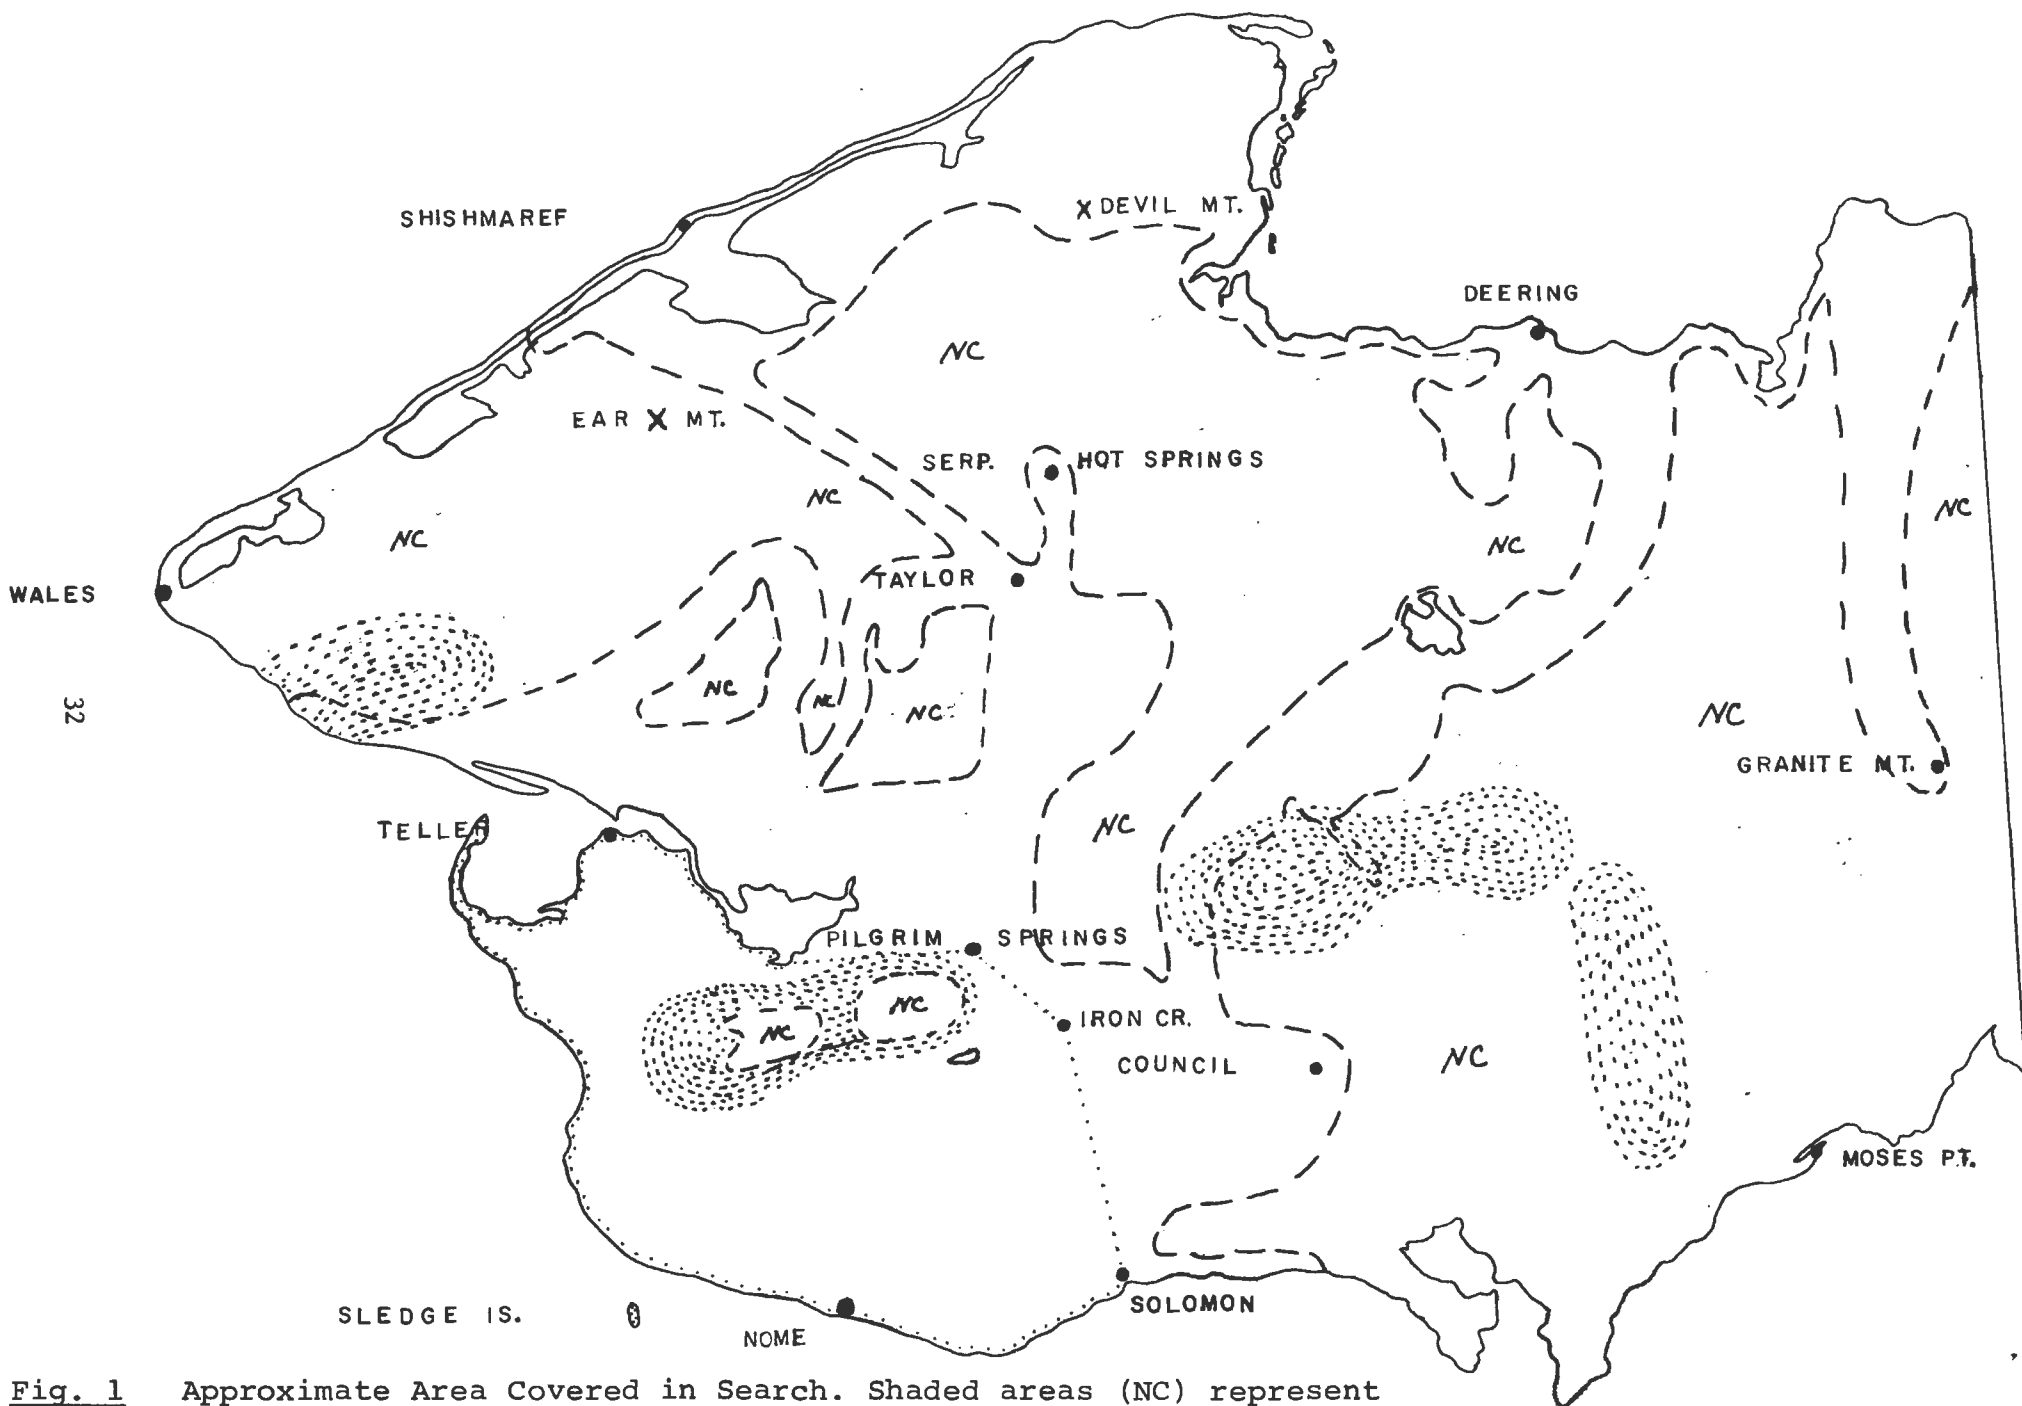 SHISHMAREF
X DEVIL MT.
DEERING
NC
EAR X MT.
SERP. HOT SPRINGS
NC
NC
NC
NC
WALES
TAYLOR
32
NC
NC
NC
NC
GRANITE MT.
TELLER
NC
PILGRIM SPRINGS
NC
NC
IRON CR.
COUNCIL
NC
MOSES PT.
SOLOMON
SLEDGE IS.
NOME
Fig. 1 Approximate Area Covered in Search. Shaded areas (NC) represent